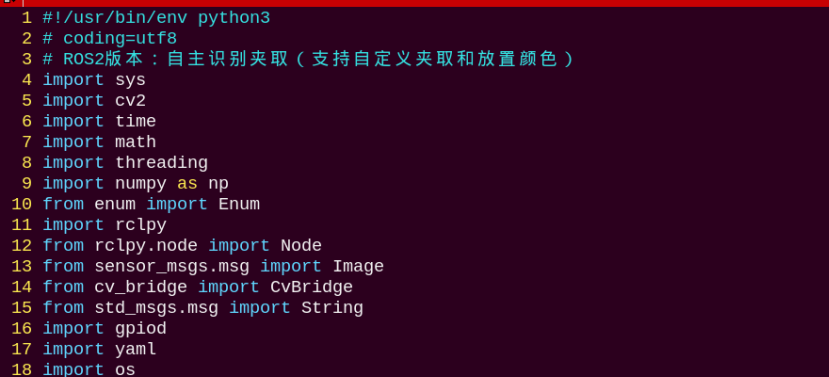 1 #!/usr/bin/env python3
2 # coding=utf8
3 # ROS2版本：自主识别夹取（支持自定义夹取和放置颜色）
4 import sys
5 import cv2
6 import time
7 import math
8 import threading
9 import numpy as np
10 from enum import Enum
11 import rclpy
12 from rclpy.node import Node
13 from sensor_msgs.msg import Image
14 from cv_bridge import CvBridge
15 from std_msgs.msg import String
16 import gpiod
17 import yaml
18 import os